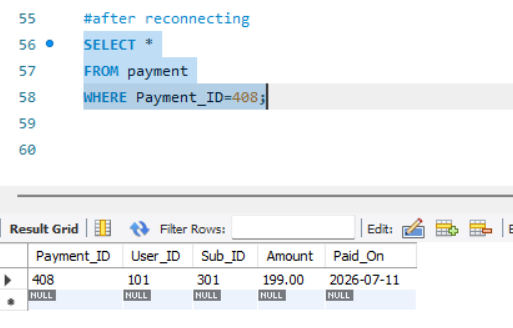 55 #after reconnecting
56 SELECT *
57 FROM payment
58 WHERE Payment_ID=408;
59
60
Result Grid Filter Rows: Edit:
Payment_ID User_ID Sub_ID Amount Paid_On
408 101 301 199.00 2026-07-11
NULL NULL NULL NULL NULL